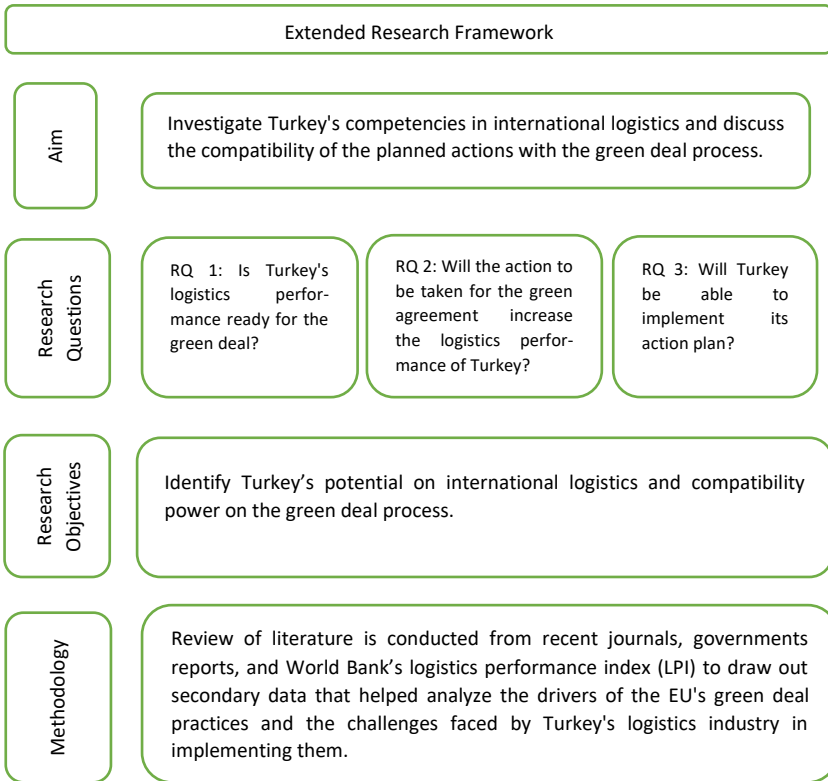 Extended Research Framework
Aim
Investigate Turkey's competencies in international logistics and discuss
the compatibility of the planned actions with the green deal process.
Research
Questions
RQ 1: Is Turkey's
logistics perfor-
mance ready for the
green deal?
RQ 2: Will the action to
be taken for the green
agreement increase
the logistics perfor-
mance of Turkey?
RQ 3: Will Turkey
be able to
implement its
action plan?
Research
Objectives
Identify Turkey’s potential on international logistics and compatibility
power on the green deal process.
Methodology
Review of literature is conducted from recent journals, governments
reports, and World Bank’s logistics performance index (LPI) to draw out
secondary data that helped analyze the drivers of the EU's green deal
practices and the challenges faced by Turkey's logistics industry in
implementing them.